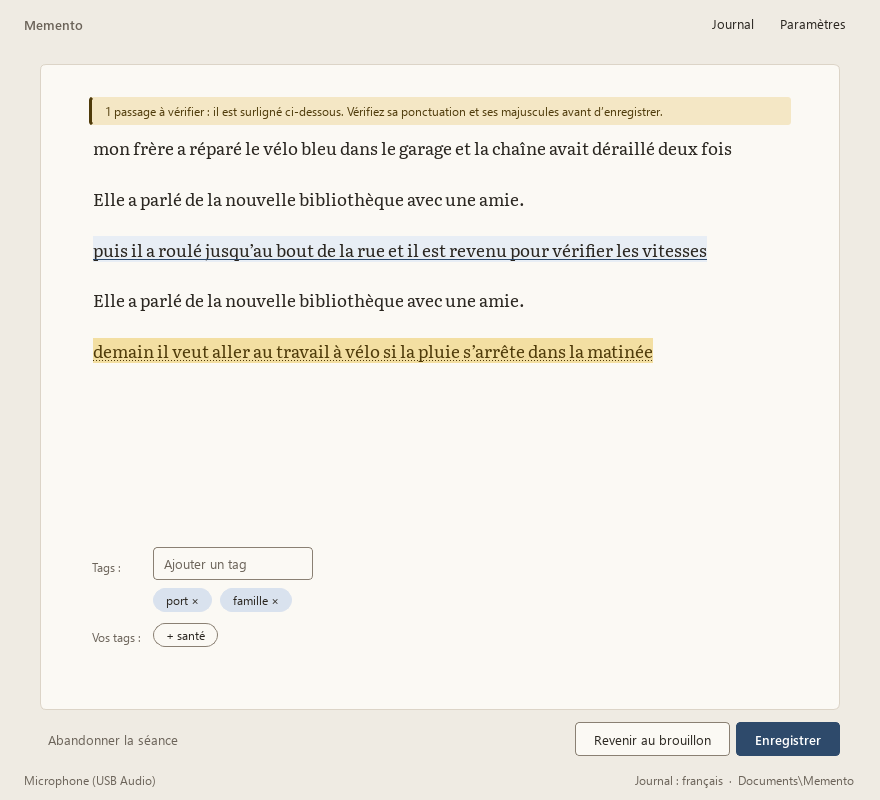 Memento
Journal Paramètres
1 passage à vérifier : il est surligné ci-dessous. Vérifiez sa ponctuation et ses majuscules avant d'enregistrer.
mon frère a réparé le vélo bleu dans le garage et la chaîne avait déraillé deux fois
Elle a parlé de la nouvelle bibliothèque avec une amie.
puis il a roulé jusqu’au bout de la rue et il est revenu pour vérifier les vitesses
Elle a parlé de la nouvelle bibliothèque avec une amie.
demain il veut aller au travail à vélo si la pluie s’arrête dans la matinée
Tags : Ajouter un tag
port × famille ×
Vos tags : + santé
Abandonner la séance Revenir au brouillon Enregistrer
Microphone (USB Audio) Journal : français · Documents\Memento